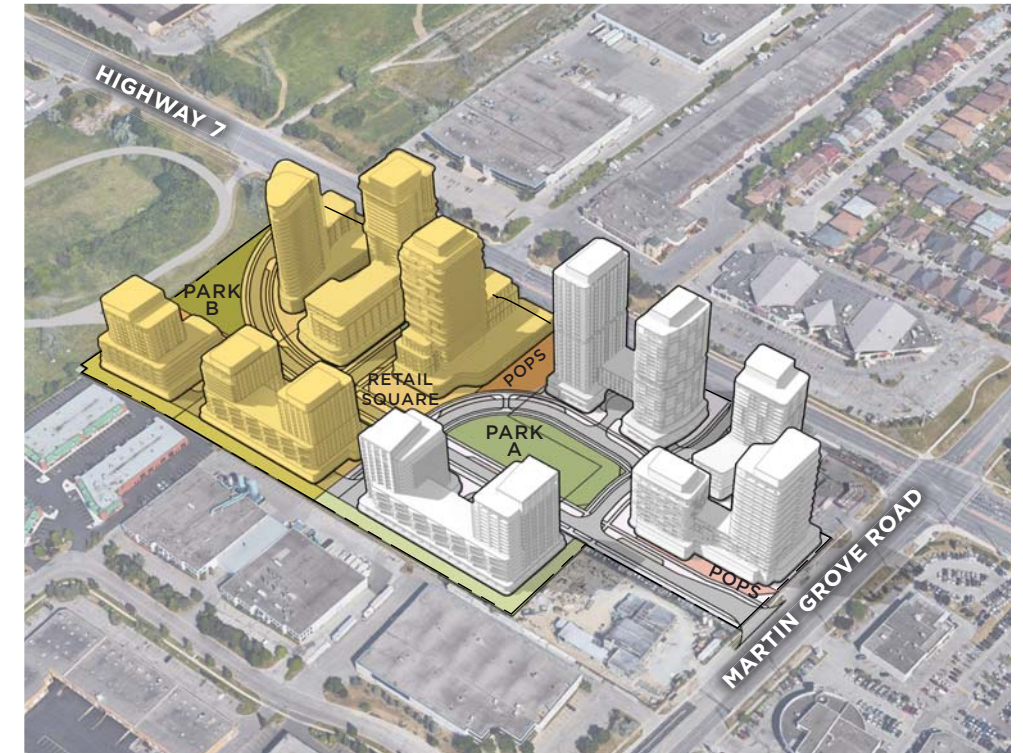 HIGHWAY 7
PARK
B
RETAIL
SQUARE
POPS
PARK
A
POPS
MARTIN GROVE ROAD